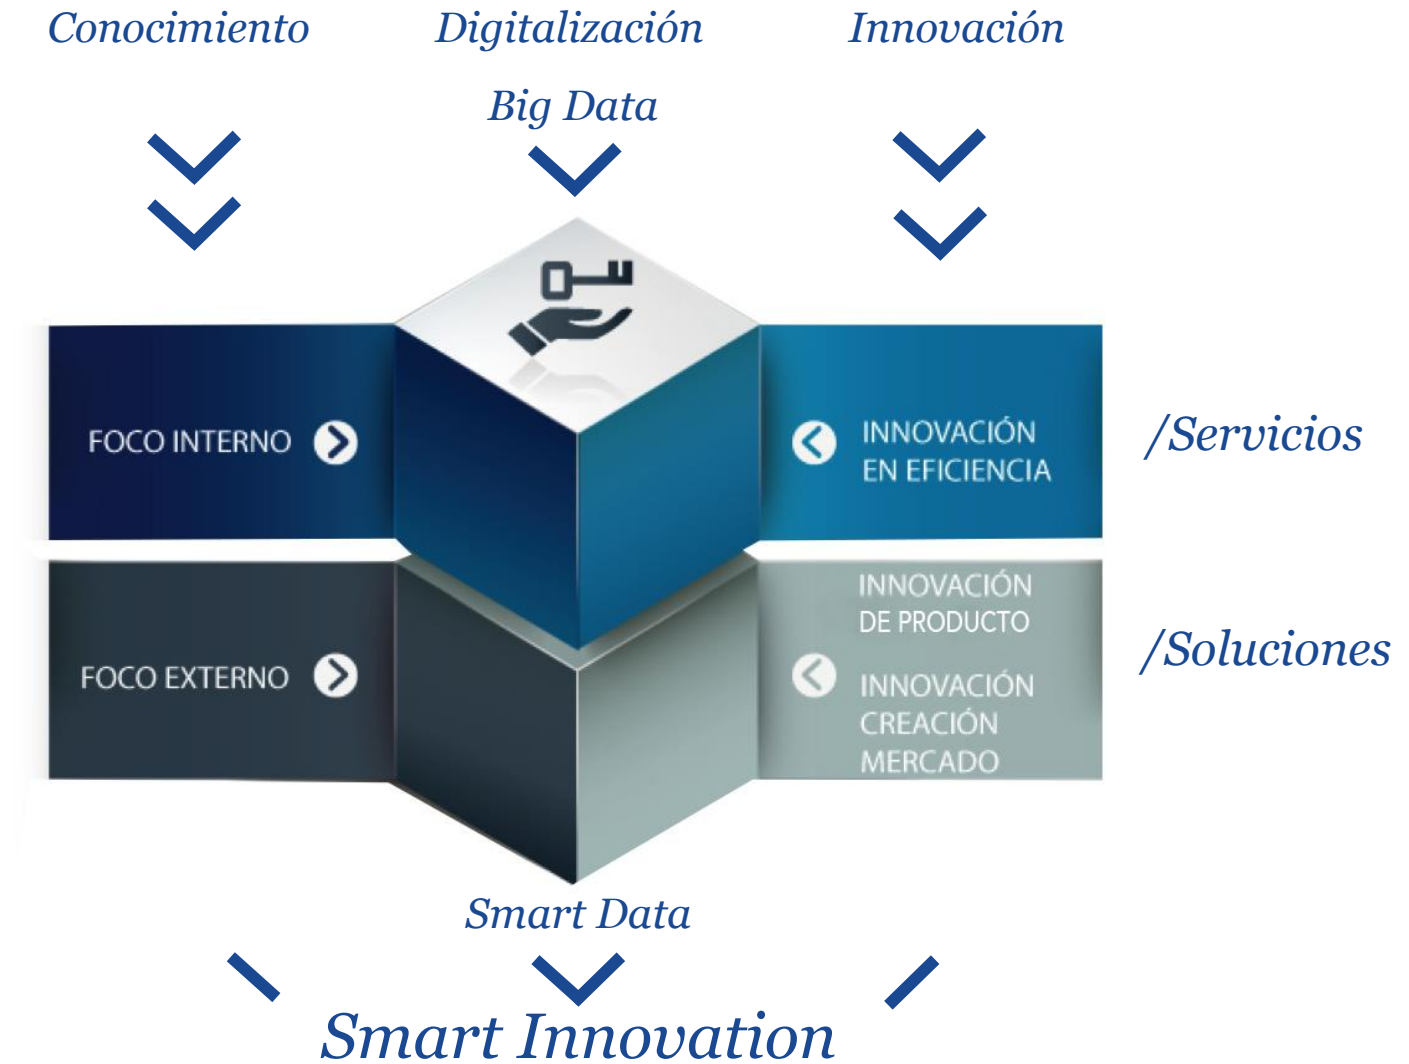 Conocimiento
Digitalización
Innovación
Big Data
FOCO INTERNO
INNOVACIÓN
EN EFICIENCIA
/Servicios
FOCO EXTERNO
INNOVACIÓN
DE PRODUCTO
INNOVACIÓN
CREACIÓN
MERCADO
/Soluciones
Smart Data
Smart Innovation